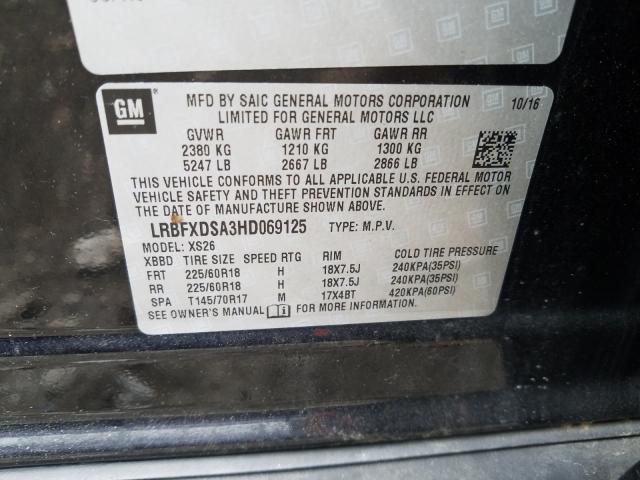 GM
MFD BY SAIC GENERAL MOTORS CORPORATION 10/16
LIMITED FOR GENERAL MOTORS LLC
GVWR GAWR FRT GAWR RR
2380 KG 1210 KG 1300 KG
5247 LB 2667 LB 2866 LB
THIS VEHICLE CONFORMS TO ALL APPLICABLE U.S. FEDERAL MOTOR
VEHICLE SAFETY AND THEFT PREVENTION STANDARDS IN EFFECT ON
THE DATE OF MANUFACTURE SHOWN ABOVE.
LRBFXDSA3HD069125 TYPE: M.P.V.
MODEL: XS26
XBBD TIRE SIZE SPEED RTG RIM COLD TIRE PRESSURE
FRT 225/60R18 H 18X7.5J 240KPA(35PSI)
RR 225/60R18 H 18X7.5J 240KPA(35PSI)
SPA T145/70R17 M 17X4BT 420KPA(60PSI)
SEE OWNER'S MANUAL FOR MORE INFORMATION.